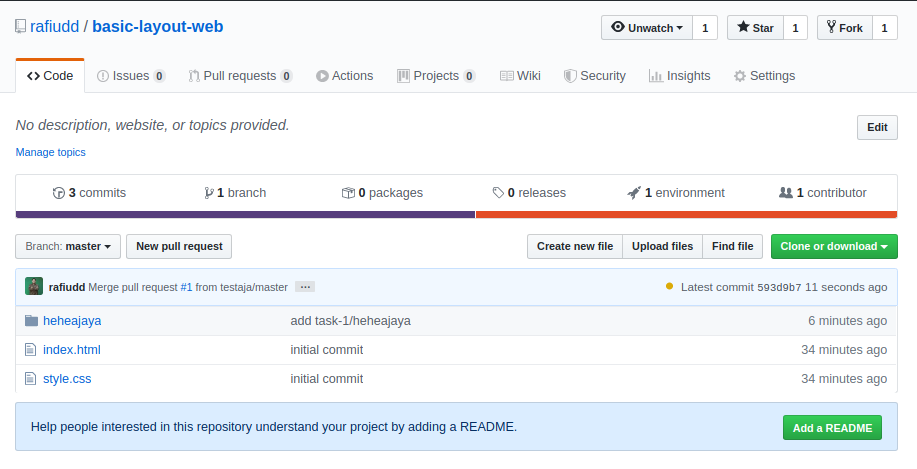 rafiudd / basic-layout-web
Unwatch 1 Star 1 Fork 1
Code Issues 0 Pull requests 0 Actions Projects 0 Wiki Security Insights Settings
No description, website, or topics provided. Edit
Manage topics
3 commits 1 branch 0 packages 0 releases 1 environment 1 contributor
Branch: master New pull request Create new file Upload files Find file Clone or download
rafiudd Merge pull request #1 from testaja/master ... Latest commit 593d9b7 11 seconds ago
heheajaya add task-1/heheajaya 6 minutes ago
index.html initial commit 34 minutes ago
style.css initial commit 34 minutes ago
Help people interested in this repository understand your project by adding a README. Add a README